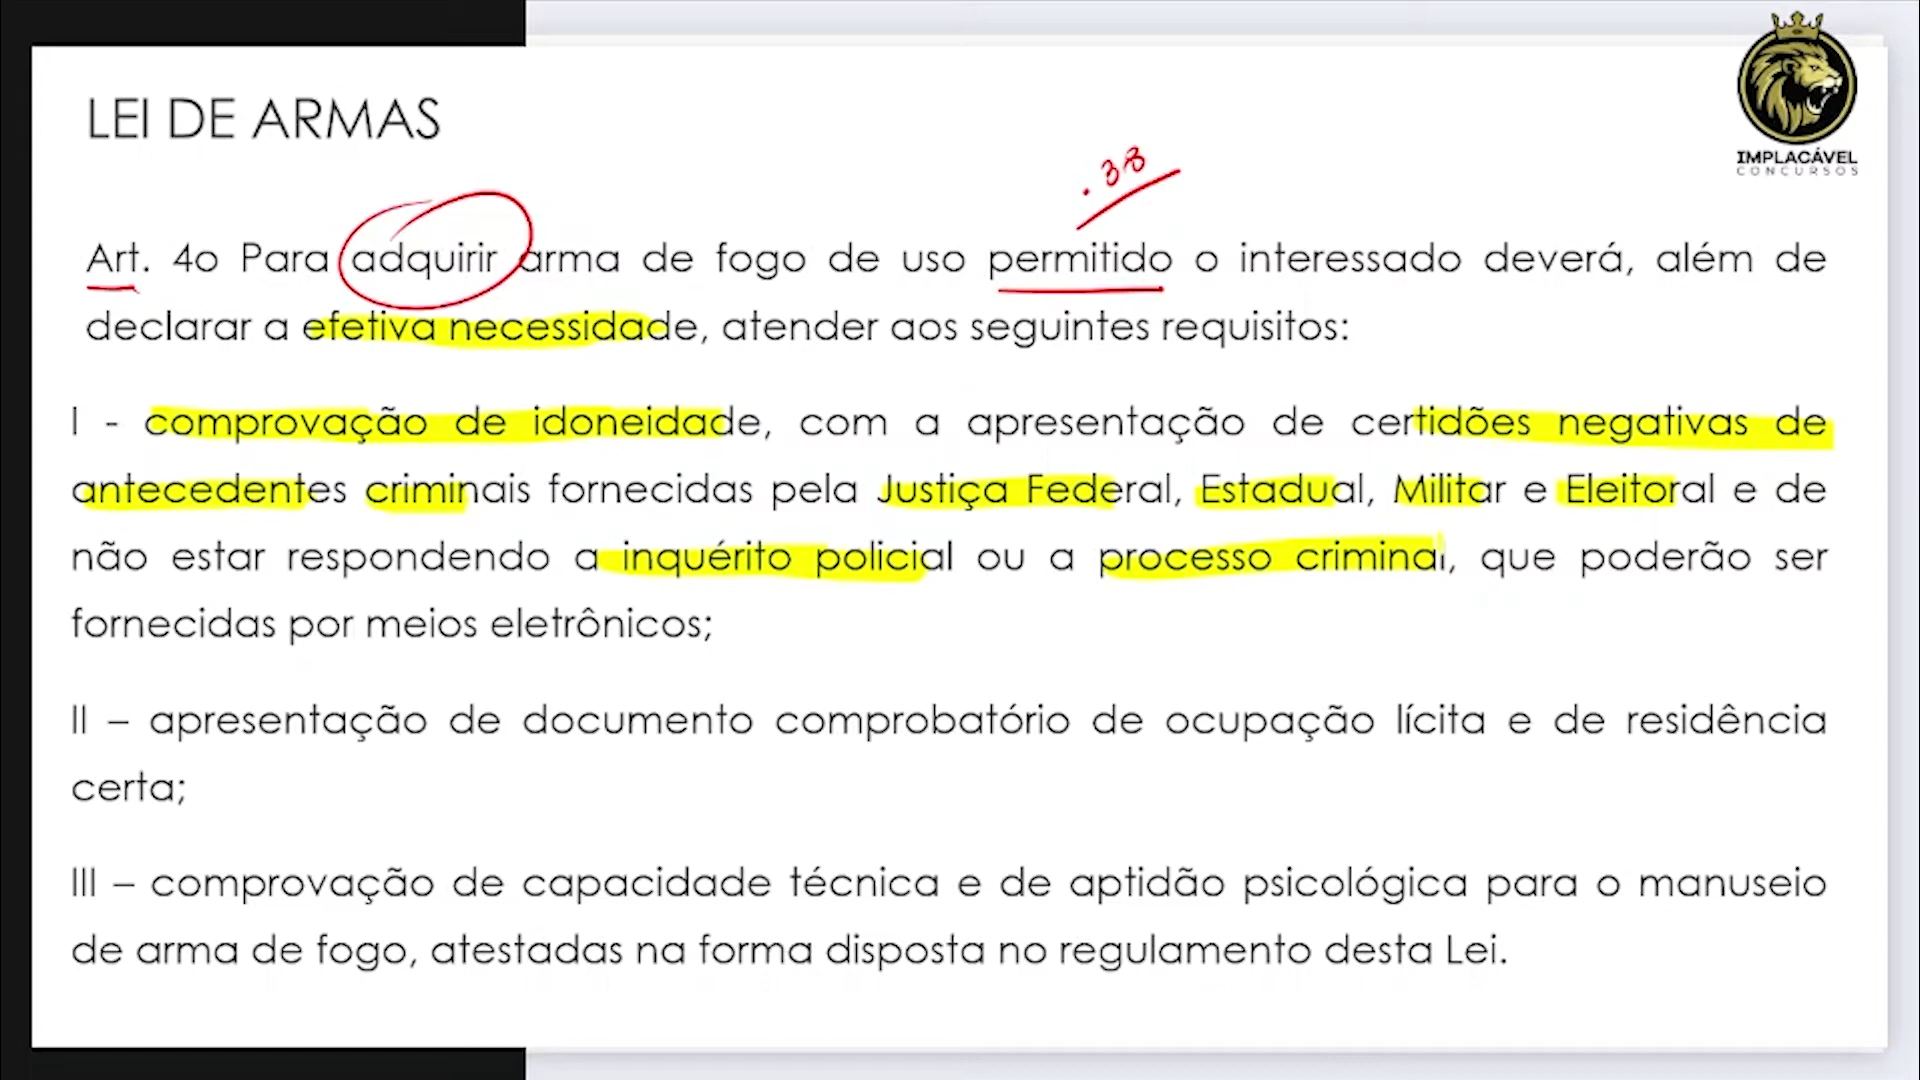 IMPLACÁVEL
CONCURSOS
LEI DE ARMAS
.38
Art. 4o Para adquirir arma de fogo de uso permitido o interessado deverá, além de
declarar a efetiva necessidade, atender aos seguintes requisitos:
I - comprovação de idoneidade, com a apresentação de certidões negativas de
antecedentes criminais fornecidas pela Justiça Federal, Estadual, Militar e Eleitoral e de
não estar respondendo a inquérito policial ou a processo criminal, que poderão ser
fornecidas por meios eletrônicos;
II – apresentação de documento comprobatório de ocupação lícita e de residência
certa;
III – comprovação de capacidade técnica e de aptidão psicológica para o manuseio
de arma de fogo, atestadas na forma disposta no regulamento desta Lei.